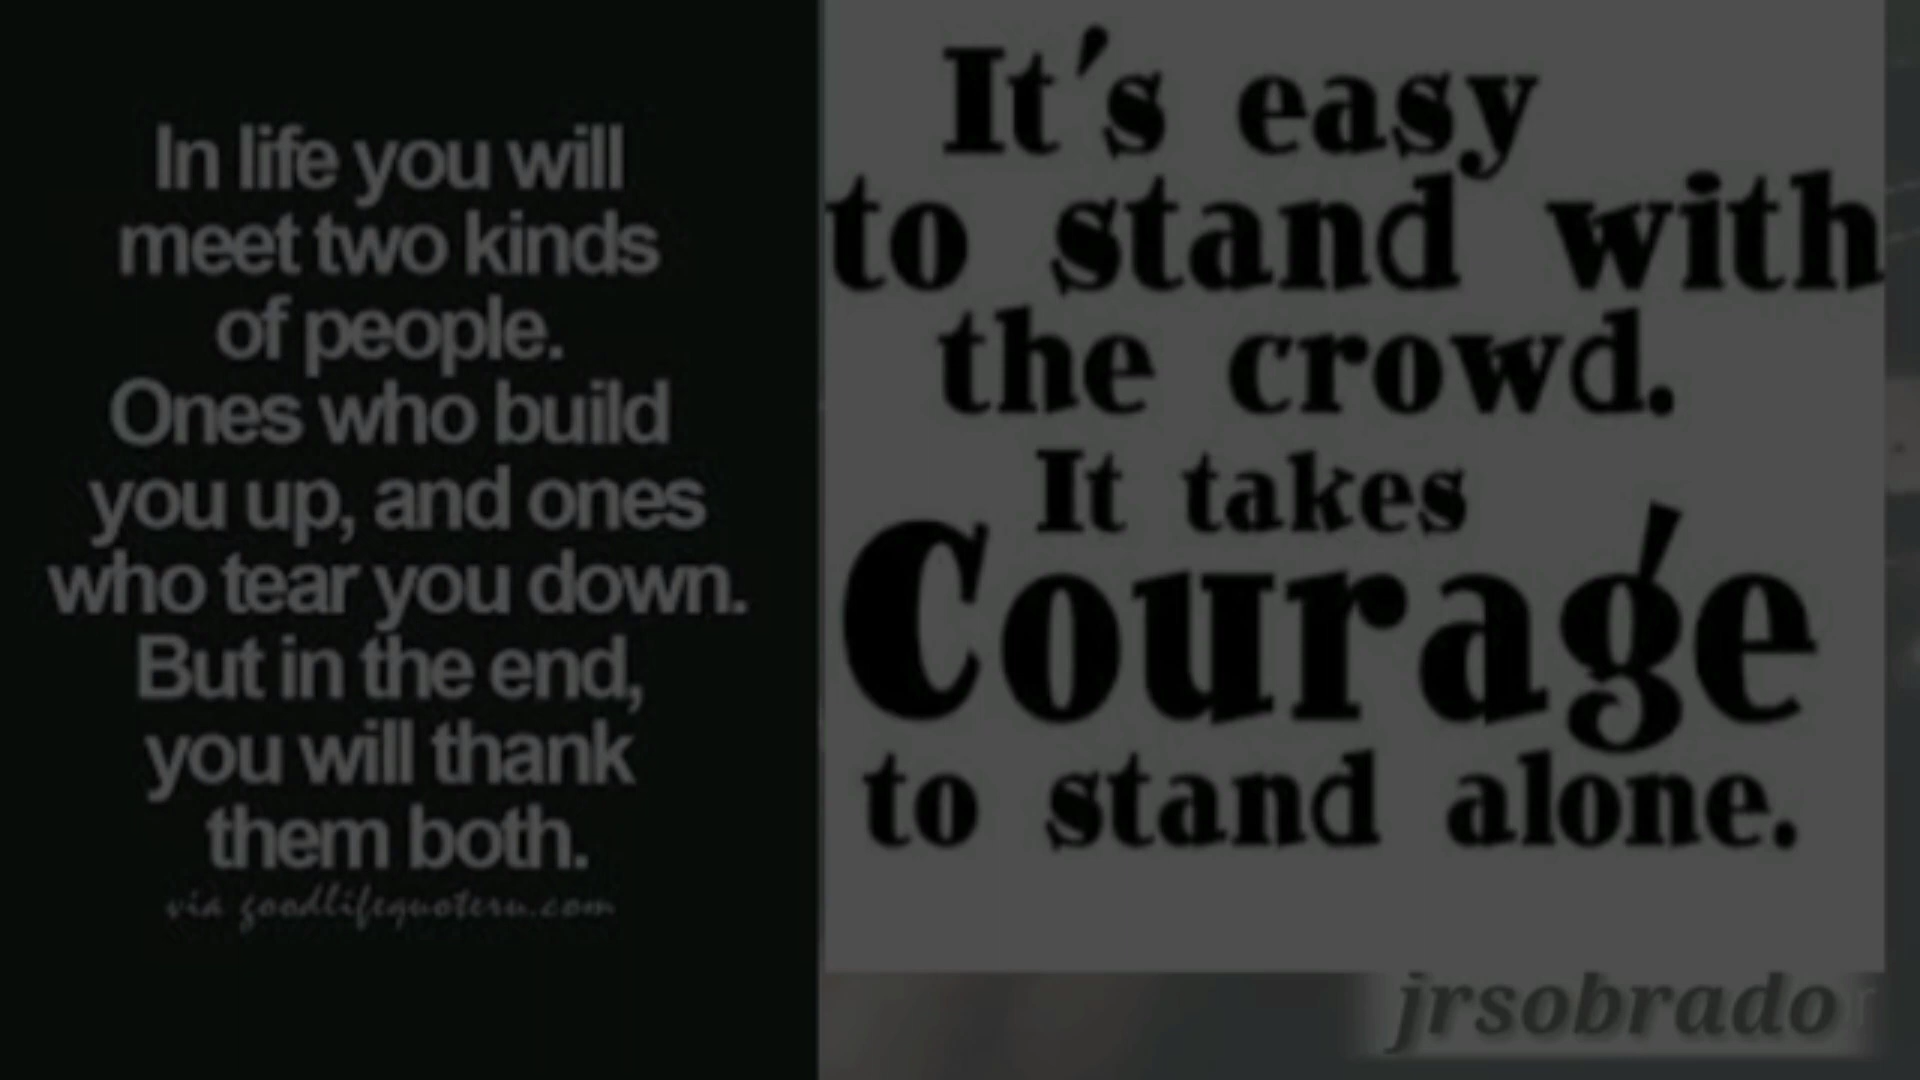 In life you will
meet two kinds
of people.
Ones who build
you up, and ones
who tear you down.
But in the end,
you will thank
them both.
via goodlifequoteru.com
It's easy
to stand with
the crowd.
It takes
Courage
to stand alone.
jrsobrado